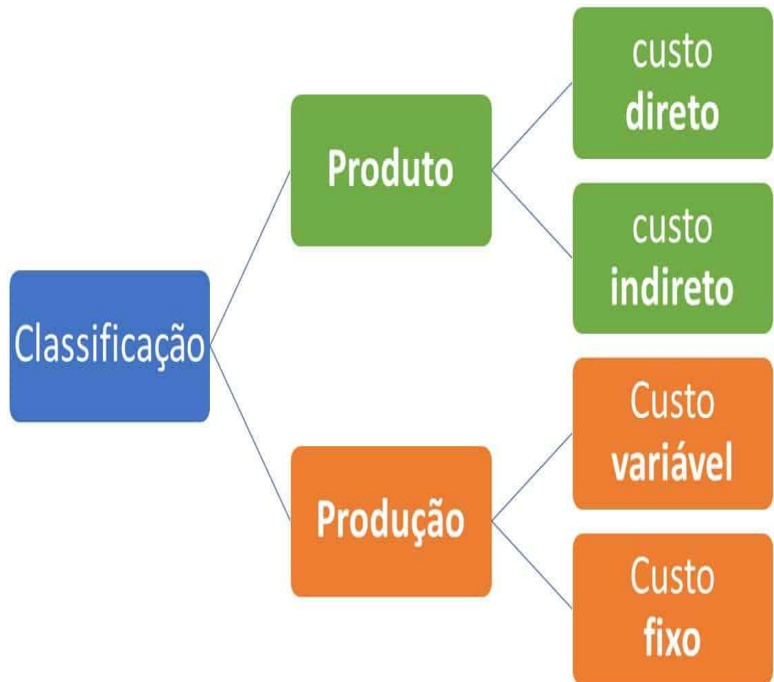 Classificação
Produto
custo
direto
custo
indireto
Produção
Custo
variável
Custo
fixo